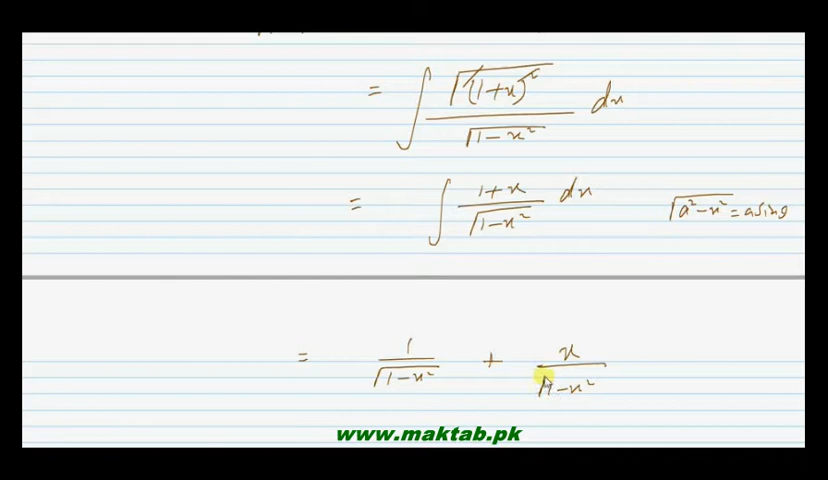 = ∫ √(1+x)² / √1-x² dx
= ∫ 1+x / √1-x² dx √a²-x² = a sinθ
= 1 / √1-x² + x / √1-x²
www.maktab.pk